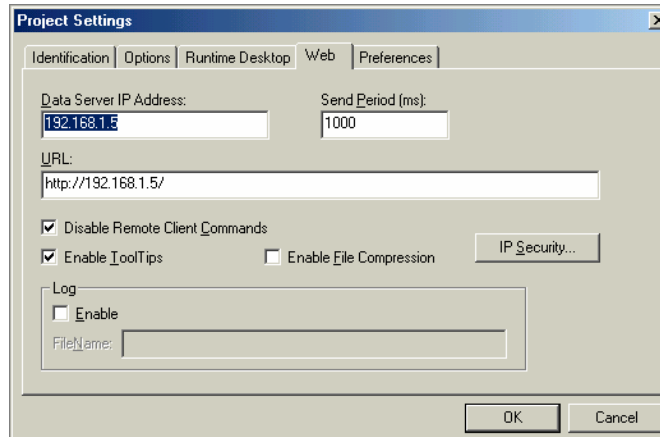 Project Settings
Identification Options Runtime Desktop Web Preferences
Data Server IP Address: Send Period (ms):
192.168.1.5 1000
URL:
http://192.168.1.5/
Disable Remote Client Commands
Enable ToolTips Enable File Compression IP Security...
Log
Enable
FileName:
OK Cancel